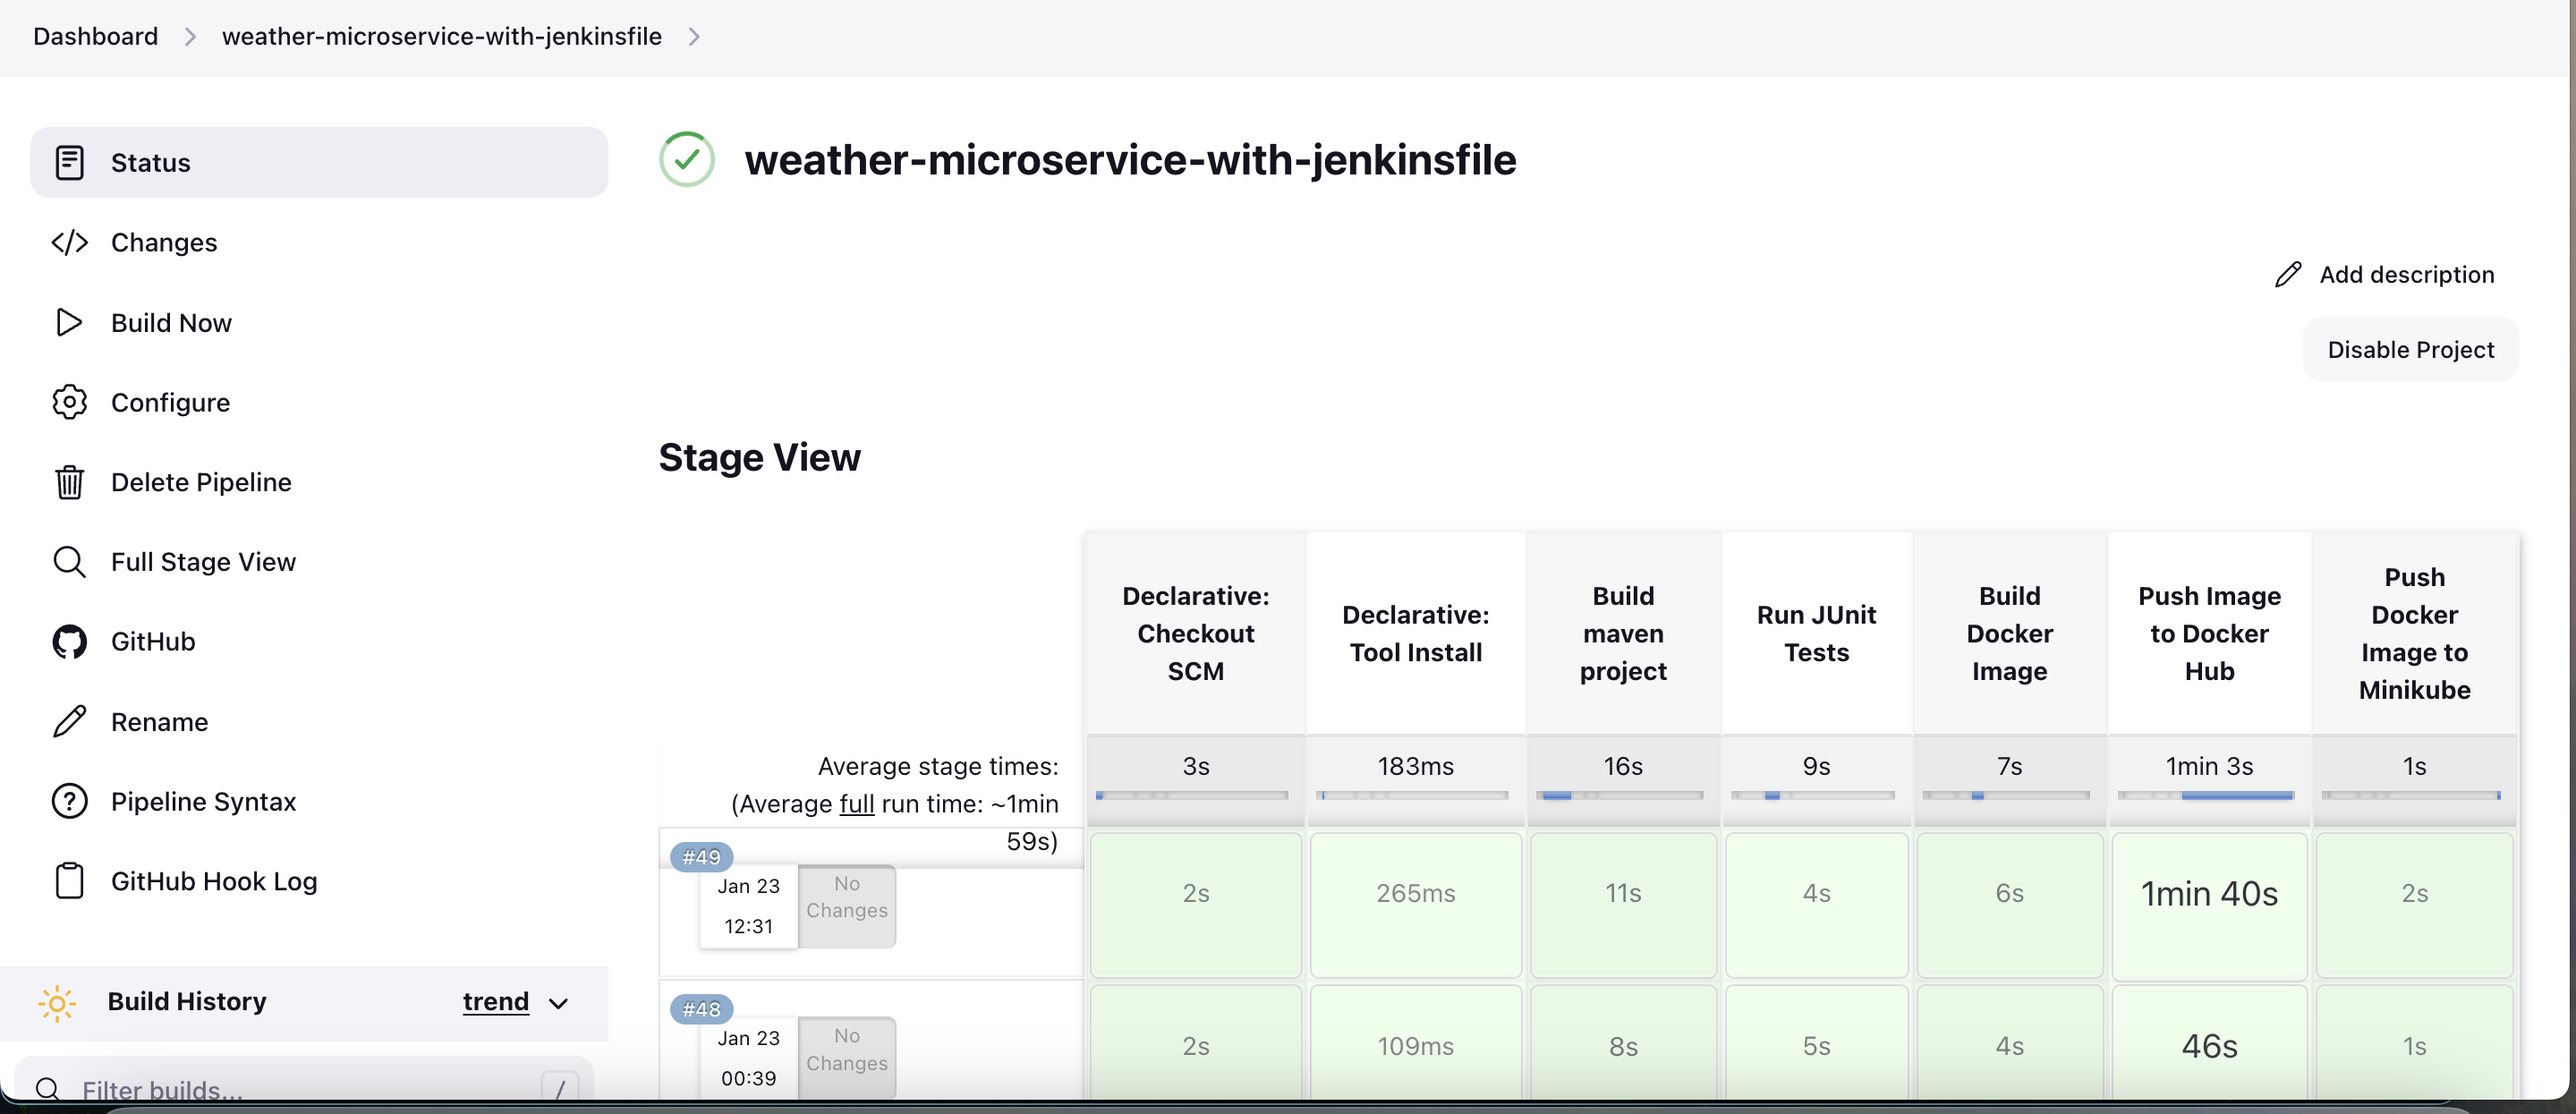 Dashboard
weather-microservice-with-jenkinsfile
Status
Changes
Build Now
Configure
Delete Pipeline
Full Stage View
GitHub
Rename
Pipeline Syntax
GitHub Hook Log
Build History
trend
Filter builds...
/
weather-microservice-with-jenkinsfile
Add description
Disable Project
Stage View
Declarative:
Checkout
SCM
Declarative:
Tool Install
Build
maven
project
Run JUnit
Tests
Build
Docker
Image
Push Image
to Docker
Hub
Push
Docker
Image to
Minikube
Average stage times:
(Average full run time: ~1min
59s)
3s
183ms
16s
9s
7s
1min 3s
1s
#49
Jan 23
12:31
No
Changes
2s
265ms
11s
4s
6s
1min 40s
2s
#48
Jan 23
00:39
No
Changes
2s
109ms
8s
5s
4s
46s
1s